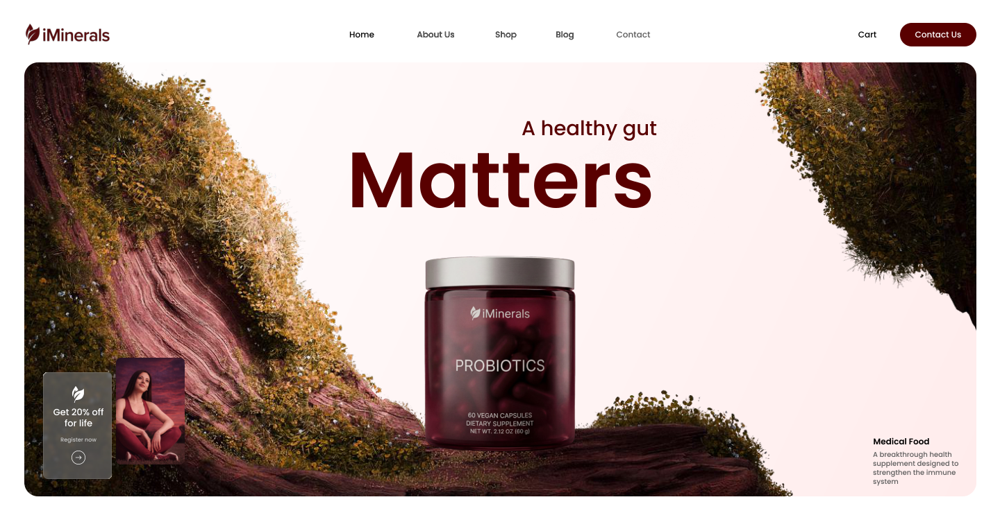 iMinerals
Home
About Us
Shop
Blog
Contact
Cart
Contact Us
A healthy gut
Matters
iMinerals
PROBIOTICS
60 VEGAN CAPSULES
DIETARY SUPPLEMENT
NET WT. 2.12 OZ (60 g)
Get 20% off
for life
Register now
Medical Food
A breakthrough health
supplement designed to
strengthen the immune
system